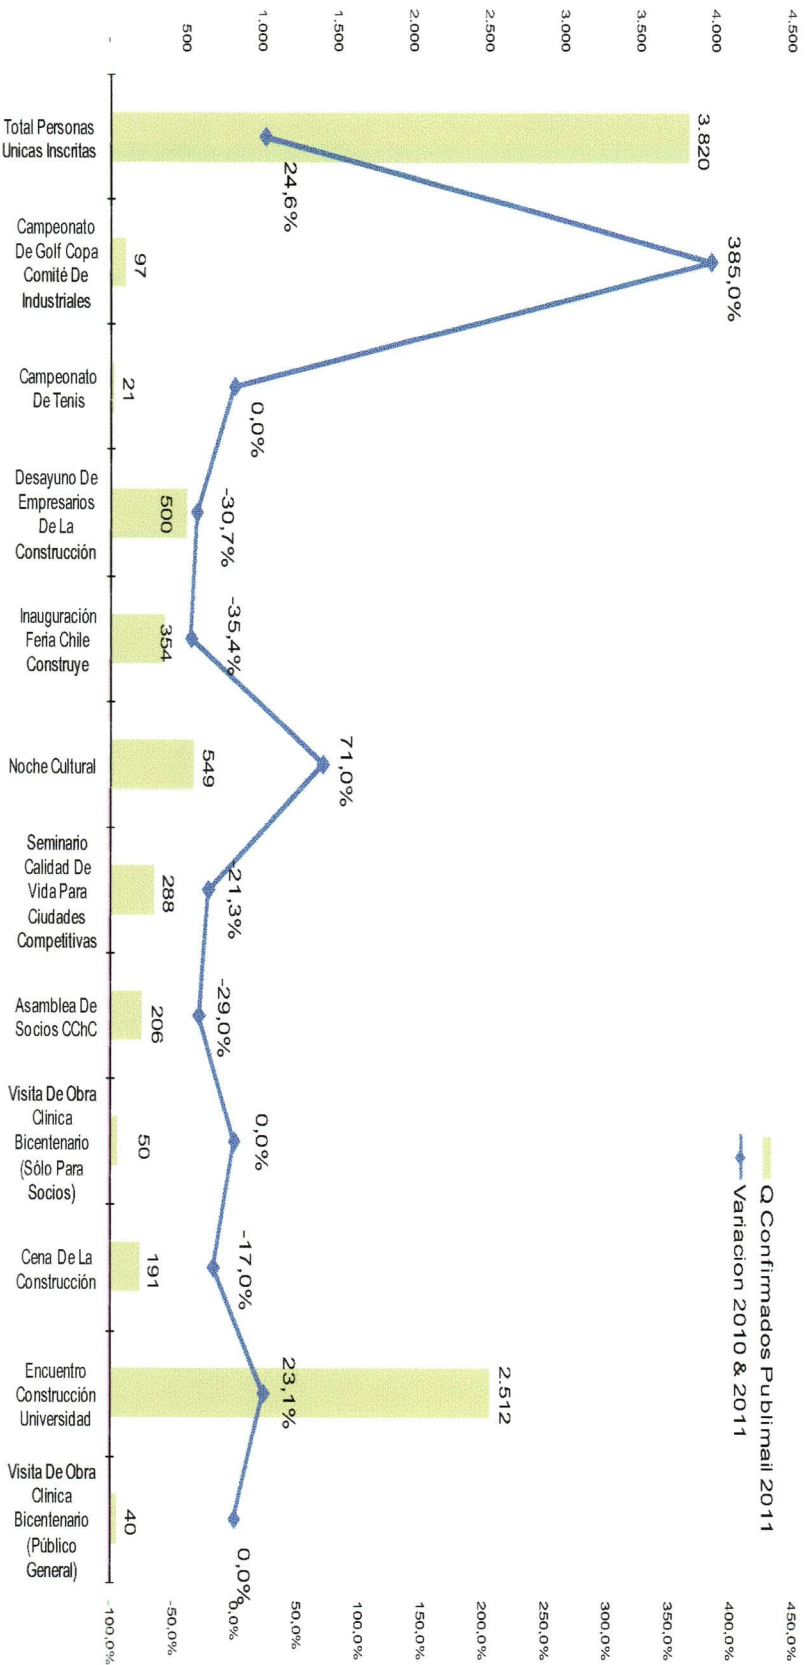 4.500
4.000
3.500
3.000
2.500
2.000
1.500
1.000
500
-
Q Confirmados Publimail 2011
Variacion 2010 & 2011
3.820
24,6%
385,0%
97
0,0%
21
-30,7%
500
-35,4%
354
71,0%
549
-21,3%
288
-29,0%
206
0,0%
50
-17,0%
191
2.512
23,1%
0,0%
40
450,0%
400,0%
350,0%
300,0%
250,0%
200,0%
150,0%
100,0%
50,0%
0,0%
-50,0%
-100,0%
Total Personas
Unicas Inscritas
Campeonato
De Golf Copa
Comité De
Industriales
Campeonato
De Tenis
Desayuno De
Empresarios
De La
Construcción
Inauguración
Feria Chile
Construye
Noche Cultural
Seminario
Calidad De
Vida Para
Ciudades
Competitivas
Asamblea De
Socios CChC
Visita De Obra
Clínica
Bicentenario
(Sólo Para
Socios)
Cena De La
Construcción
Encuentro
Construcción
Universidad
Visita De Obra
Clínica
Bicentenario
(Público
General)